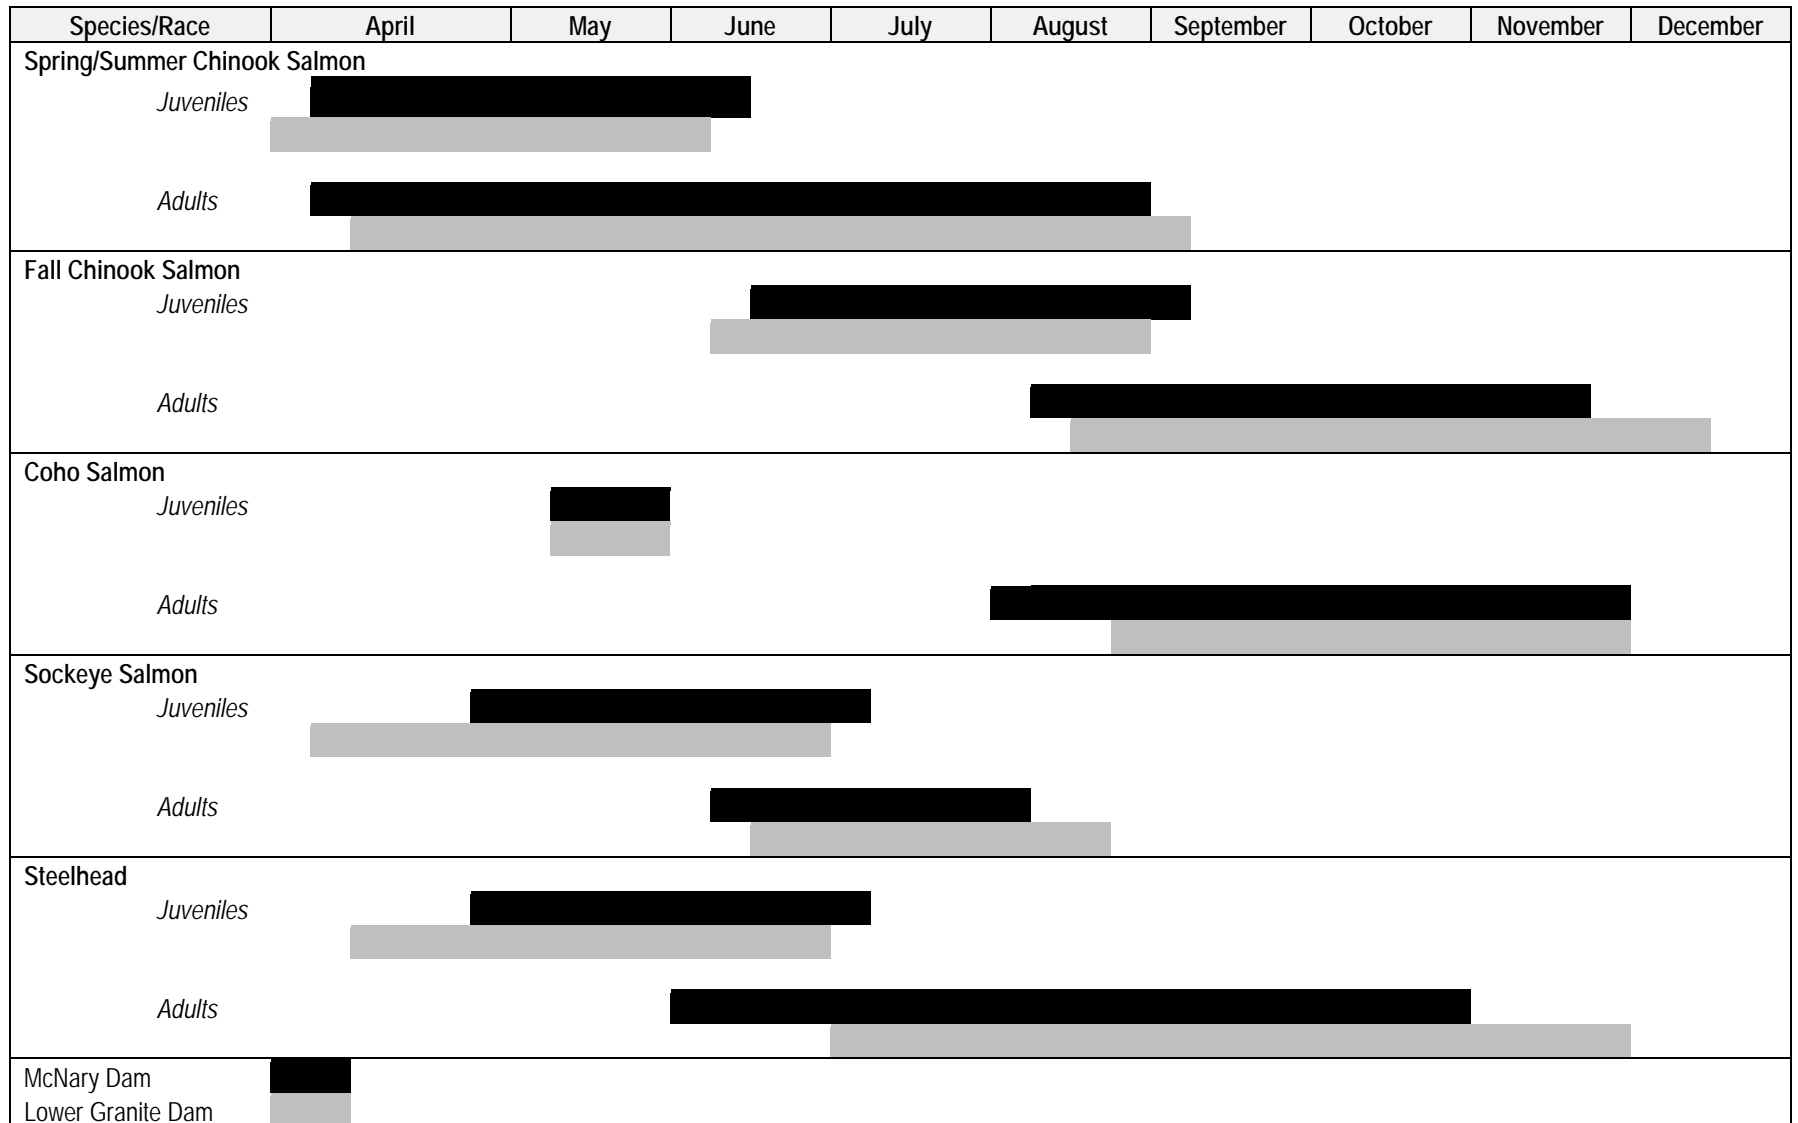 Species/Race April May June July August September October November December
Spring/Summer Chinook Salmon
Juveniles
Adults
Fall Chinook Salmon
Juveniles
Adults
Coho Salmon
Juveniles
Adults
Sockeye Salmon
Juveniles
Adults
Steelhead
Juveniles
Adults
McNary Dam
Lower Granite Dam